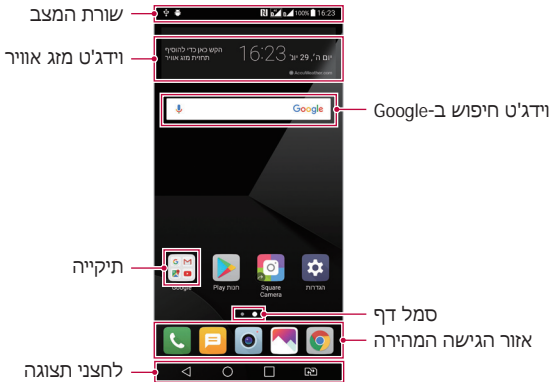 שורת המצב
100% 16:23
וידג'ט מזג אוויר
הקש כאן כדי להוסיף
תחזית מזג אוויר
16:23
יום ה', 29 יונ'
AccuWeather.com
Google
וידג'ט חיפוש ב-Google
תיקייה
Google
חנות Play
Square
Camera
הגדרות
סמל דף
אזור הגישה המהירה
לחצני תצוגה